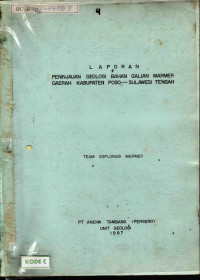 4
LAPORAN
PENINJAUAN GEOLOGI BAHAN GALIAN MARMER
DAERAH KABUPATEN POSO – SULAWESI TENGAH
TEAM EKSPLORASI MARMER
PT ANEKA TAMBANG (PERSERO)
UNIT GEOLOGI
1987
KODE C